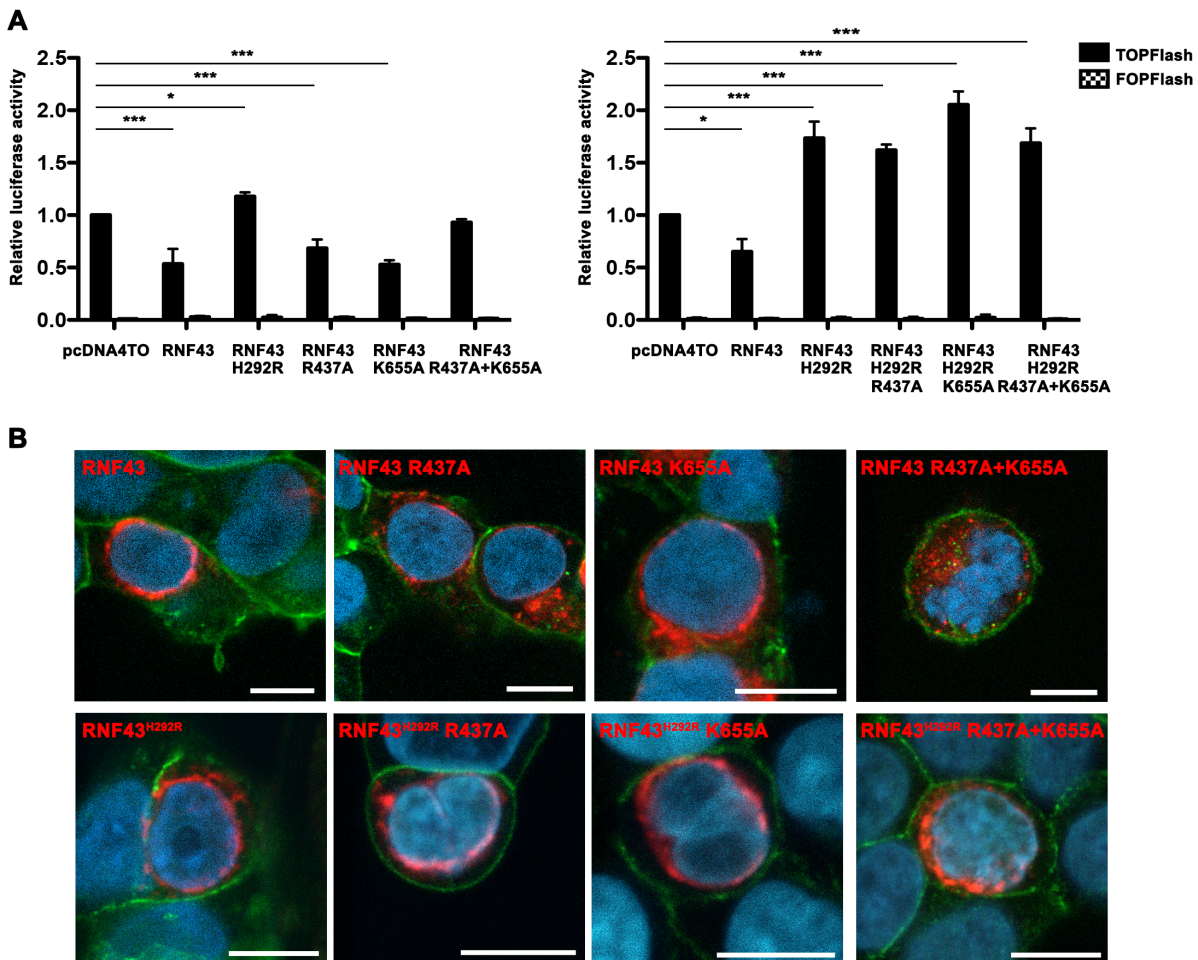 A
Relative luciferase activity
2.5
2.0
1.5
1.0
0.5
0.0
***
***
*
***
pcDNA4TO
RNF43
RNF43 H292R
RNF43 R437A
RNF43 K655A
RNF43 R437A+K655A
Relative luciferase activity
2.5
2.0
1.5
1.0
0.5
0.0
***
***
***
***
*
pcDNA4TO
RNF43
RNF43 H292R
RNF43 H292R R437A
RNF43 H292R K655A
RNF43 H292R R437A+K655A
TOPFlash
FOPFlash
B
RNF43
RNF43 R437A
RNF43 K655A
RNF43 R437A+K655A
RNF43H292R
RNF43H292R R437A
RNF43H292R K655A
RNF43H292R R437A+K655A